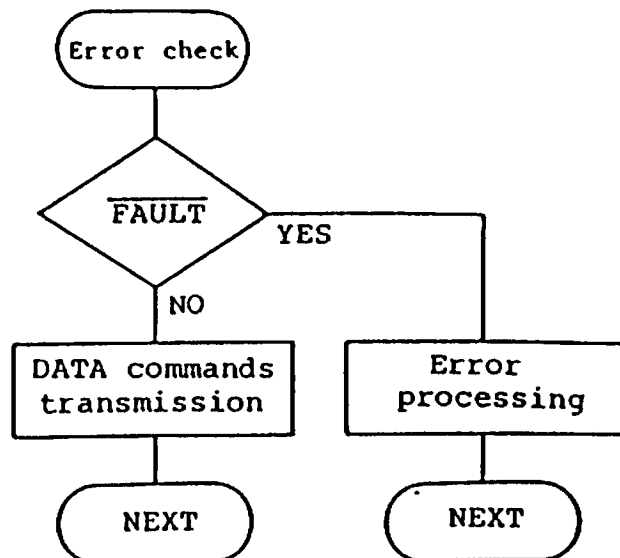 Error check
FAULT
YES
NO
DATA commands
transmission
Error
processing
NEXT
NEXT